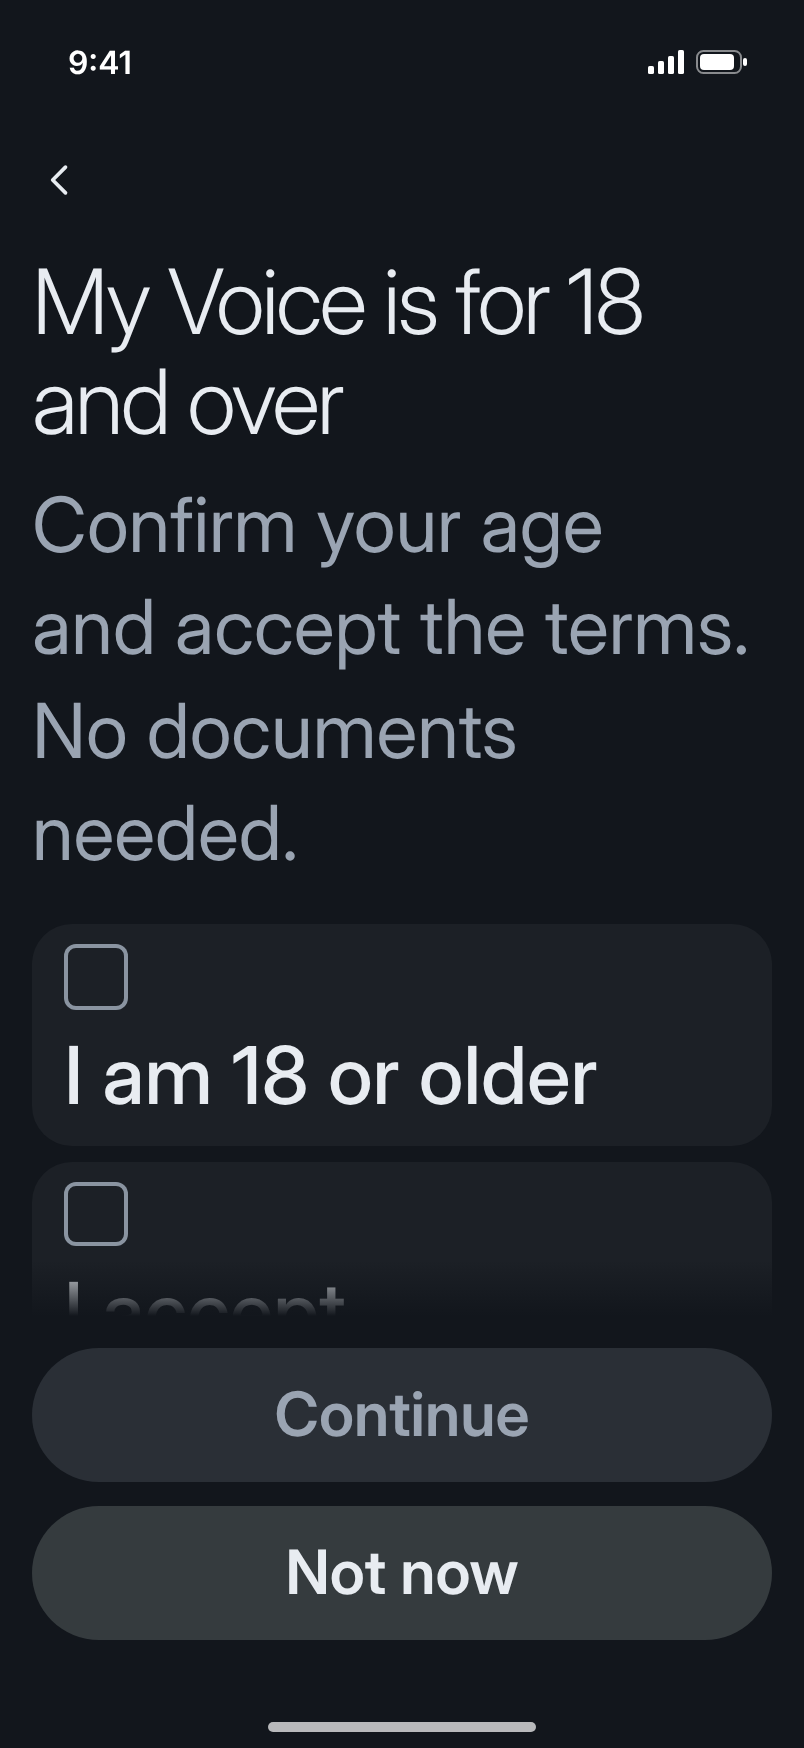 9:41
My Voice is for 18
and over
Confirm your age
and accept the terms.
No documents
needed.
I am 18 or older
I accept
Continue
Not now